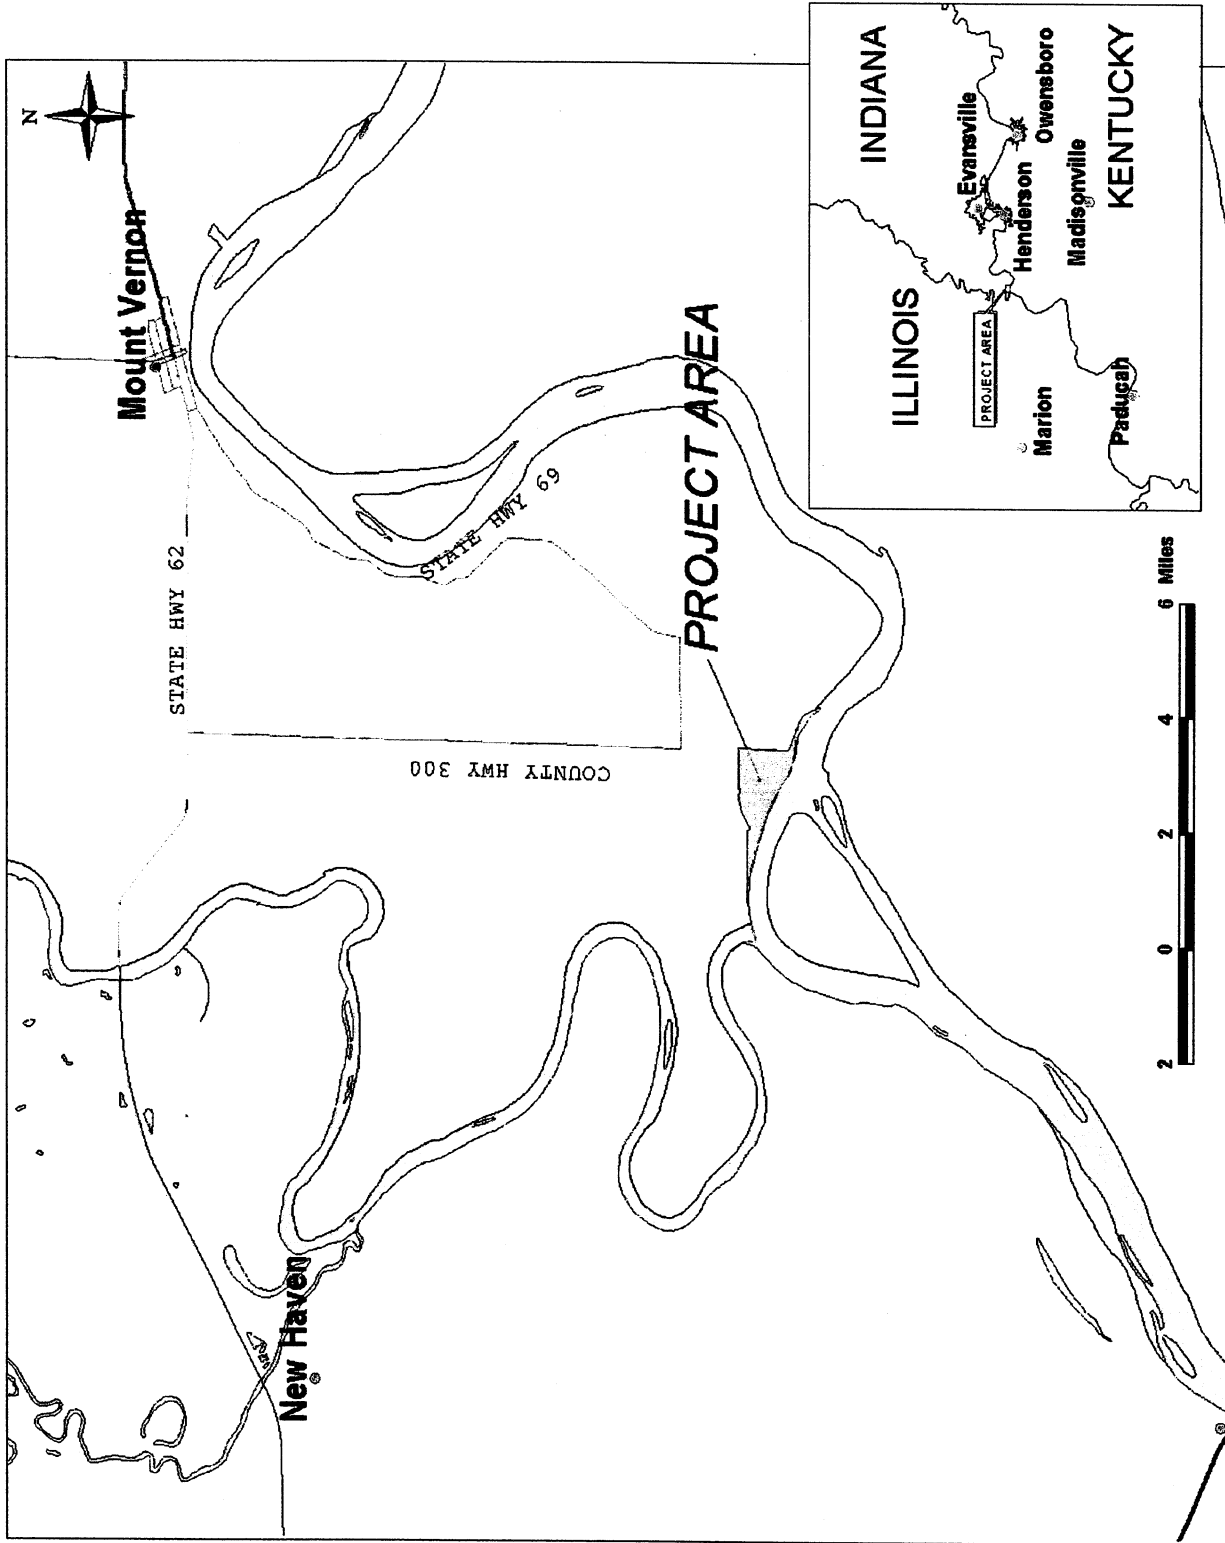 N
Mount Vernon
STATE HWY 62
STATE HWY 69
COUNTY HWY 300
PROJECT AREA
New Haven
2 0 2 4 6 Miles
ILLINOIS
INDIANA
PROJECT AREA
Evansville
Henderson
Owensboro
Marion
Madisonville
Paducah
KENTUCKY